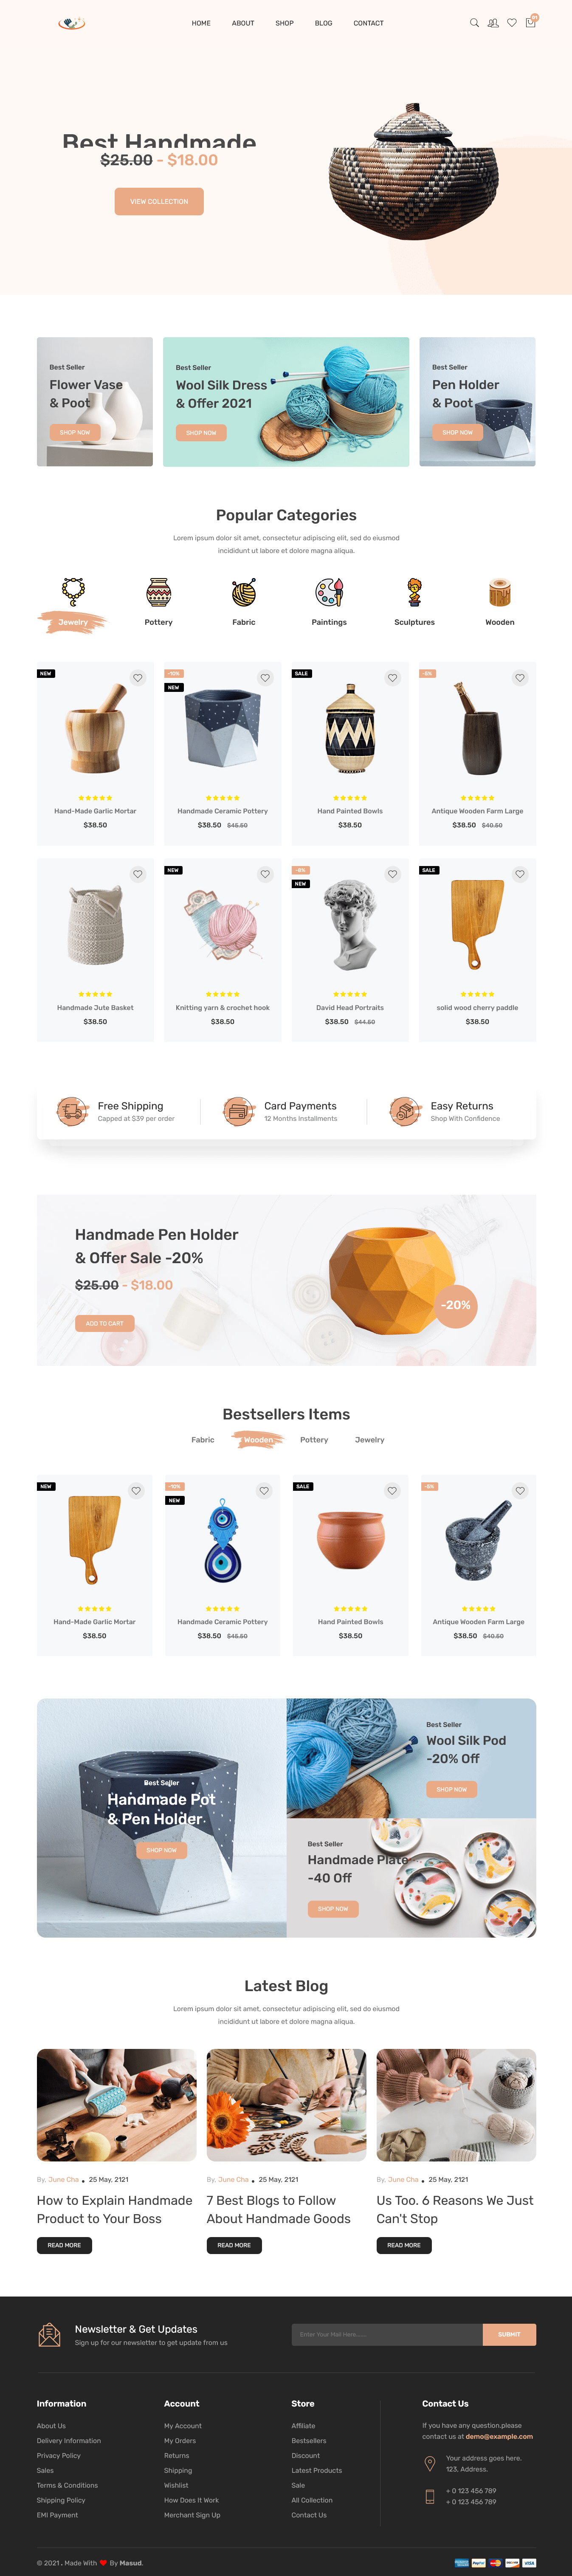 HOME ABOUT SHOP BLOG CONTACT
Best Handmade
$25.00 - $18.00
VIEW COLLECTION
Best Seller
Flower Vase
& Poot
SHOP NOW
Best Seller
Wool Silk Dress
& Offer 2021
SHOP NOW
Best Seller
Pen Holder
& Poot
SHOP NOW
Popular Categories
Lorem ipsum dolor sit amet, consectetur adipiscing elit, sed do eiusmod
incididunt ut labore et dolore magna aliqua.
Jewelry Pottery Fabric Paintings Sculptures Wooden
NEW
Hand-Made Garlic Mortar
$38.50
-10%
NEW
Handmade Ceramic Pottery
$38.50 $45.50
SALE
Hand Painted Bowls
$38.50
-5%
Antique Wooden Farm Large
$38.50 $40.50
Handmade Jute Basket
$38.50
NEW
Knitting yarn & crochet hook
$38.50
-8%
NEW
David Head Portraits
$38.50 $44.50
SALE
solid wood cherry paddle
$38.50
Free Shipping
Capped at $39 per order
Card Payments
12 Months Installments
Easy Returns
Shop With Confidence
Handmade Pen Holder
& Offer Sale -20%
$25.00 - $18.00
ADD TO CART
-20%
Bestsellers Items
Fabric Wooden Pottery Jewelry
NEW
Hand-Made Garlic Mortar
$38.50
-10%
NEW
Handmade Ceramic Pottery
$38.50 $45.50
SALE
Hand Painted Bowls
$38.50
-5%
Antique Wooden Farm Large
$38.50 $40.50
Best Seller
Handmade Pot
& Pen Holder
SHOP NOW
Best Seller
Wool Silk Pod
-20% Off
SHOP NOW
Best Seller
Handmade Plate
-40 Off
SHOP NOW
Latest Blog
Lorem ipsum dolor sit amet, consectetur adipiscing elit, sed do eiusmod
incididunt ut labore et dolore magna aliqua.
By, June Cha 25 May, 2121
How to Explain Handmade
Product to Your Boss
READ MORE
By, June Cha 25 May, 2121
7 Best Blogs to Follow
About Handmade Goods
READ MORE
By, June Cha 25 May, 2121
Us Too. 6 Reasons We Just
Can't Stop
READ MORE
Newsletter & Get Updates
Sign up for our newsletter to get update from us
Enter Your Mail Here......
SUBMIT
Information
About Us
Delivery Information
Privacy Policy
Sales
Terms & Conditions
Shipping Policy
EMI Payment
Account
My Account
My Orders
Returns
Shipping
Wishlist
How Does It Work
Merchant Sign Up
Store
Affiliate
Bestsellers
Discount
Latest Products
Sale
All Collection
Contact Us
Contact Us
If you have any question.please
contact us at demo@example.com
Your address goes here.
123, Address.
+ 0 123 456 789
+ 0 123 456 789
© 2021 . Made With By Masud.
PayPal
VISA